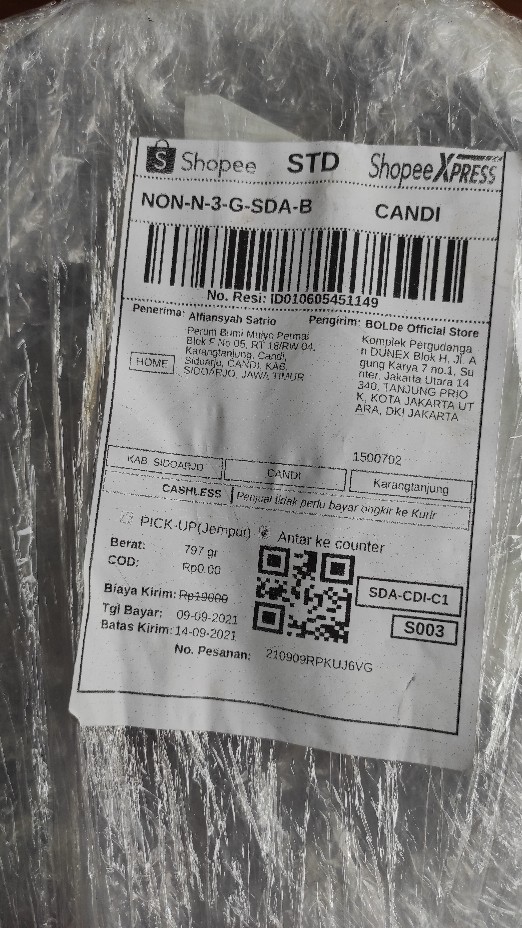 Shopee STD Shopee XPRESS
NON-N-3-G-SDA-B CANDI
No. Resi: ID010605451149
Penerima: Alfiansyah Satrio
Perum Bumi Mulyo Permai
Blok F No 05, RT 18/RW 04,
Karangtanjung, Candi,
Sidoarjo, CANDI, KAB.
SIDOARJO, JAWA TIMUR
HOME
Pengirim: BOLDe Official Store
Komplek Pergudanga
n DUNEX Blok H, Jl. A
gung Karya 7 no.1, Su
nter, Jakarta Utara 14
340, TANJUNG PRIO
K, KOTA JAKARTA UT
ARA, DKI JAKARTA
1500702
KAB. SIDOARJO CANDI Karangtanjung
CASHLESS Penjual tidak perlu bayar ongkir ke Kurir
PICK-UP(Jemput) Antar ke counter
Berat: 797 gr
COD: Rp0.00
Biaya Kirim: Rp19000
Tgl Bayar: 09-09-2021
Batas Kirim: 14-09-2021
SDA-CDI-C1
S003
No. Pesanan: 210909RPKUJ6VG